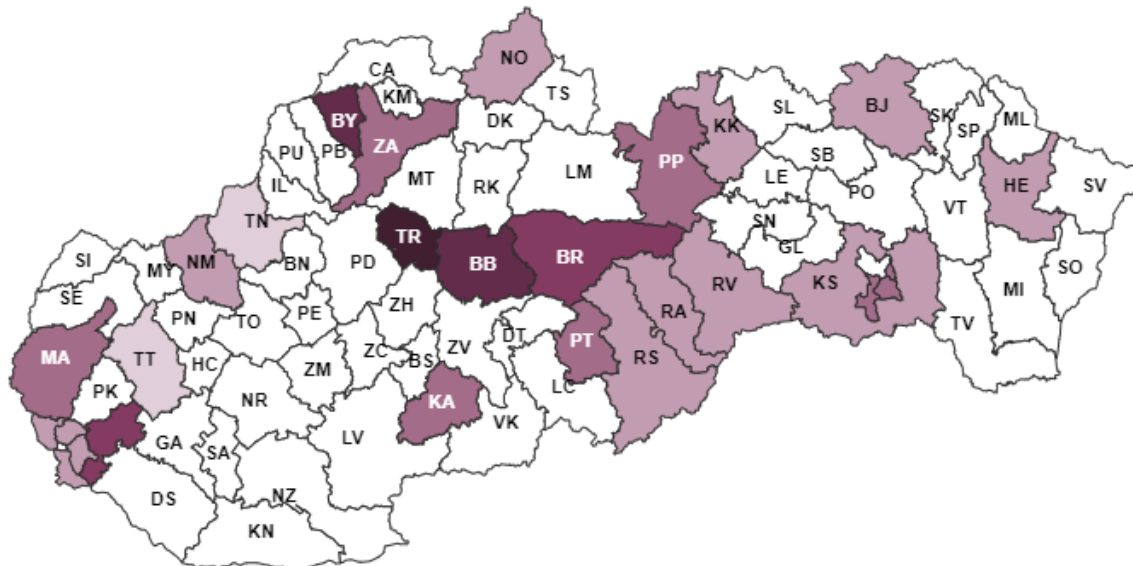 NO
CA
KM
TS
SL
BJ
SK
SP
ML
BY
ZA
DK
KK
PU
PB
PP
SB
HE
SV
IL
MT
RK
LM
LE
PO
VT
TN
TR
BB
BR
SN
GL
SI
MY
NM
BN
PD
RV
KS
SO
SE
PN
TO
PE
ZH
RA
MI
MA
TT
HC
ZM
ZC
BS
ZV
DT
PT
RS
TV
PK
NR
KA
LC
VK
GA
SA
LV
DS
NZ
KN